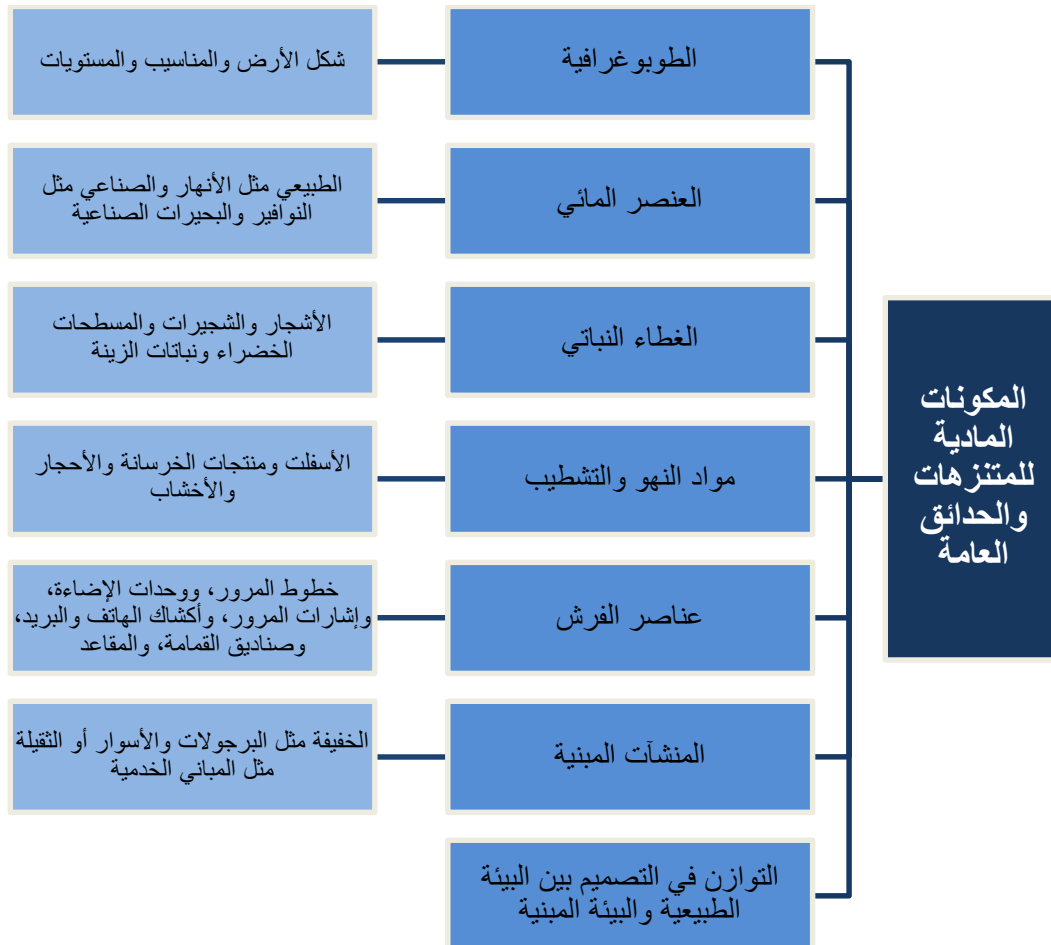 المكونات
المادية
للمتنزهات
والحدائق
العامة
الطوبوغرافية
شكل الأرض والمناسيب والمستويات
العنصر المائي
الطبيعي مثل الأنهار والصناعي مثل
النوافير والبحيرات الصناعية
الغطاء النباتي
الأشجار والشجيرات والمسطحات
الخضراء ونباتات الزينة
مواد النهو والتشطيب
الأسفلت ومنتجات الخرسانة والأحجار
والأخشاب
عناصر الفرش
خطوط المرور، ووحدات الإضاءة،
وإشارات المرور، وأكشاك الهاتف والبريد،
وصناديق القمامة، والمقاعد
المنشآت المبنية
الخفيفة مثل البرجولات والأسوار أو الثقيلة
مثل المباني الخدمية
التوازن في التصميم بين البيئة
الطبيعية والبيئة المبنية